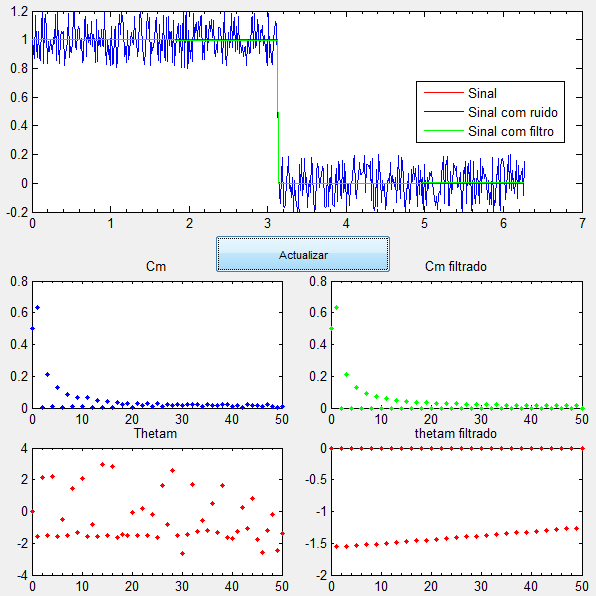 1.2
1
0.8
0.6
0.4
0.2
0
-0.2
0 1 2 3 4 5 6 7
Sinal
Sinal com ruido
Sinal com filtro
Actualizar
Cm
0.8
0.6
0.4
0.2
0
0 10 20 30 40 50
Cm filtrado
0.8
0.6
0.4
0.2
0
0 10 20 30 40 50
Thetam
4
2
0
-2
-4
0 10 20 30 40 50
thetam filtrado
0
-0.5
-1
-1.5
-2
0 10 20 30 40 50